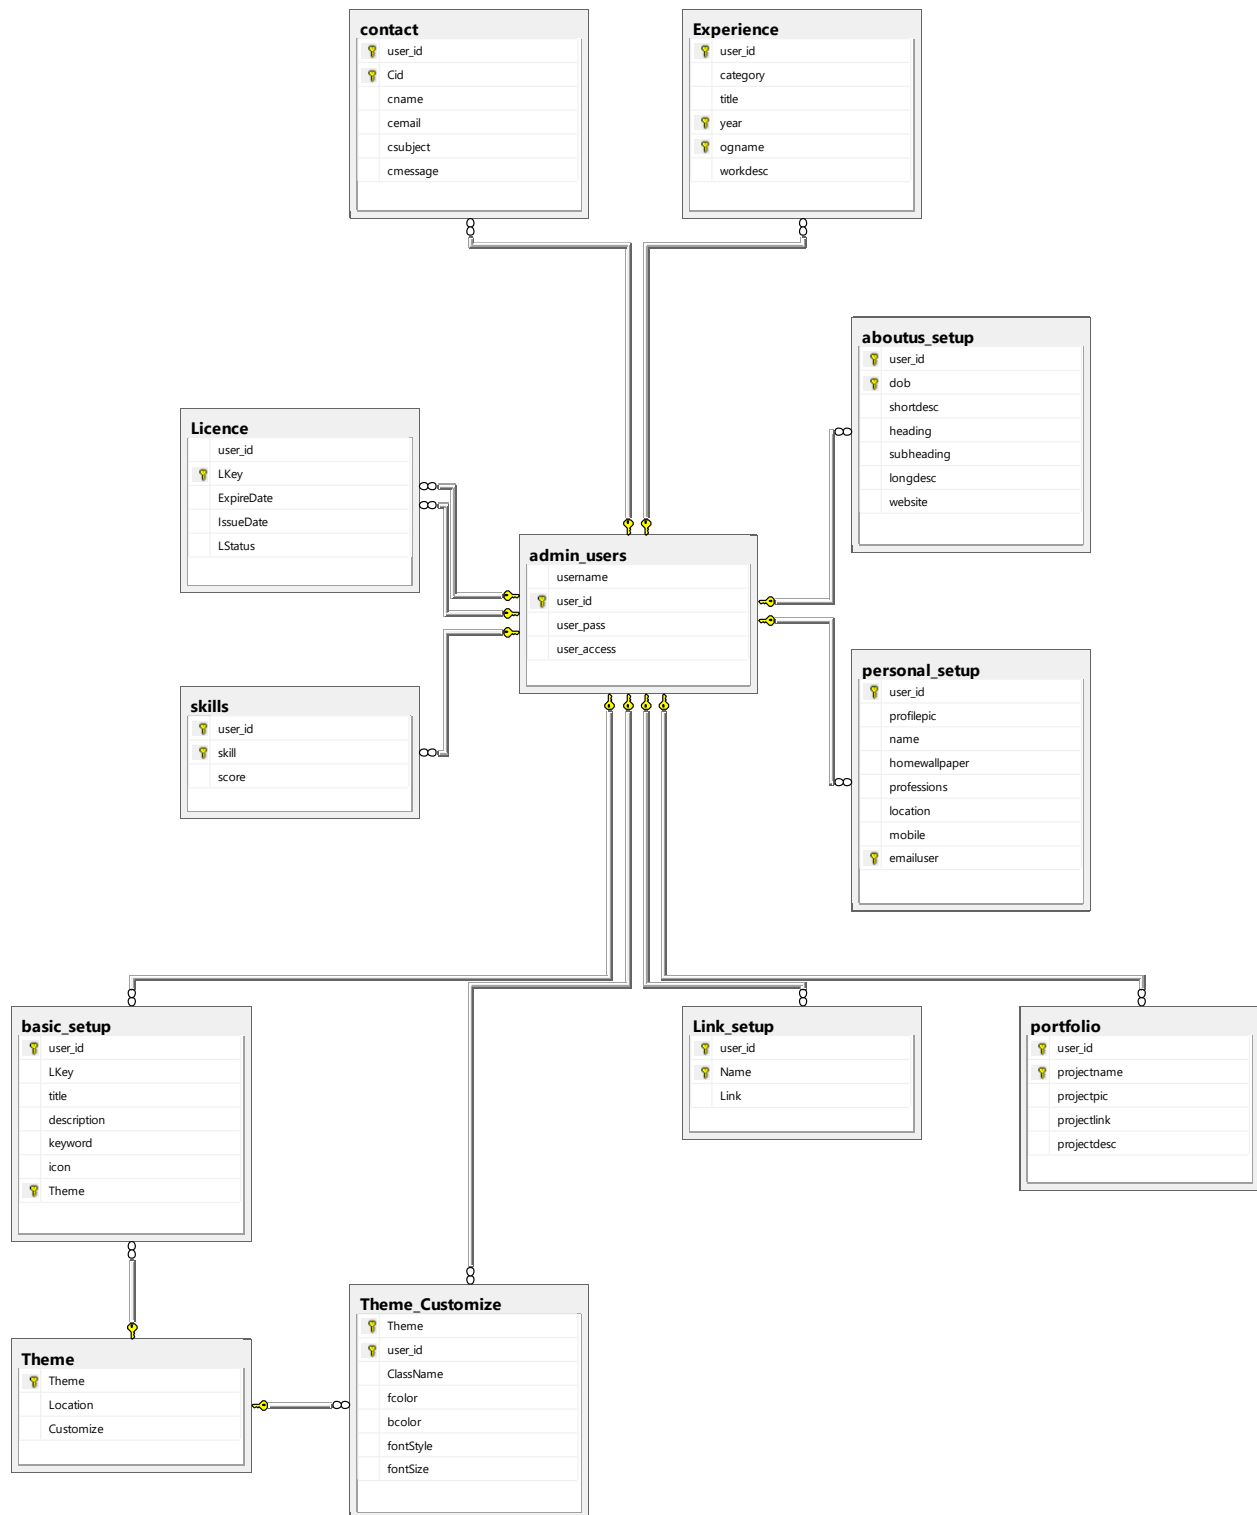 contact
user_id
Cid
cname
cemail
csubject
cmessage
Experience
user_id
category
title
year
ogname
workdesc
aboutus_setup
user_id
dob
shortdesc
heading
subheading
longdesc
website
Licence
user_id
LKey
ExpireDate
IssueDate
LStatus
admin_users
username
user_id
user_pass
user_access
personal_setup
user_id
profilepic
name
homewallpaper
professions
location
mobile
emailuser
skills
user_id
skill
score
basic_setup
user_id
LKey
title
description
keyword
icon
Theme
Link_setup
user_id
Name
Link
portfolio
user_id
projectname
projectpic
projectlink
projectdesc
Theme
Theme
Location
Customize
Theme_Customize
Theme
user_id
ClassName
fcolor
bcolor
fontStyle
fontSize